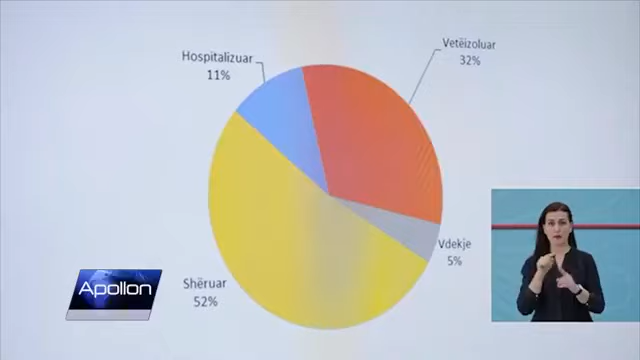 Hospitalizuar
11%
Vetëizoluar
32%
Vdekje
5%
Shëruar
52%
Apollon